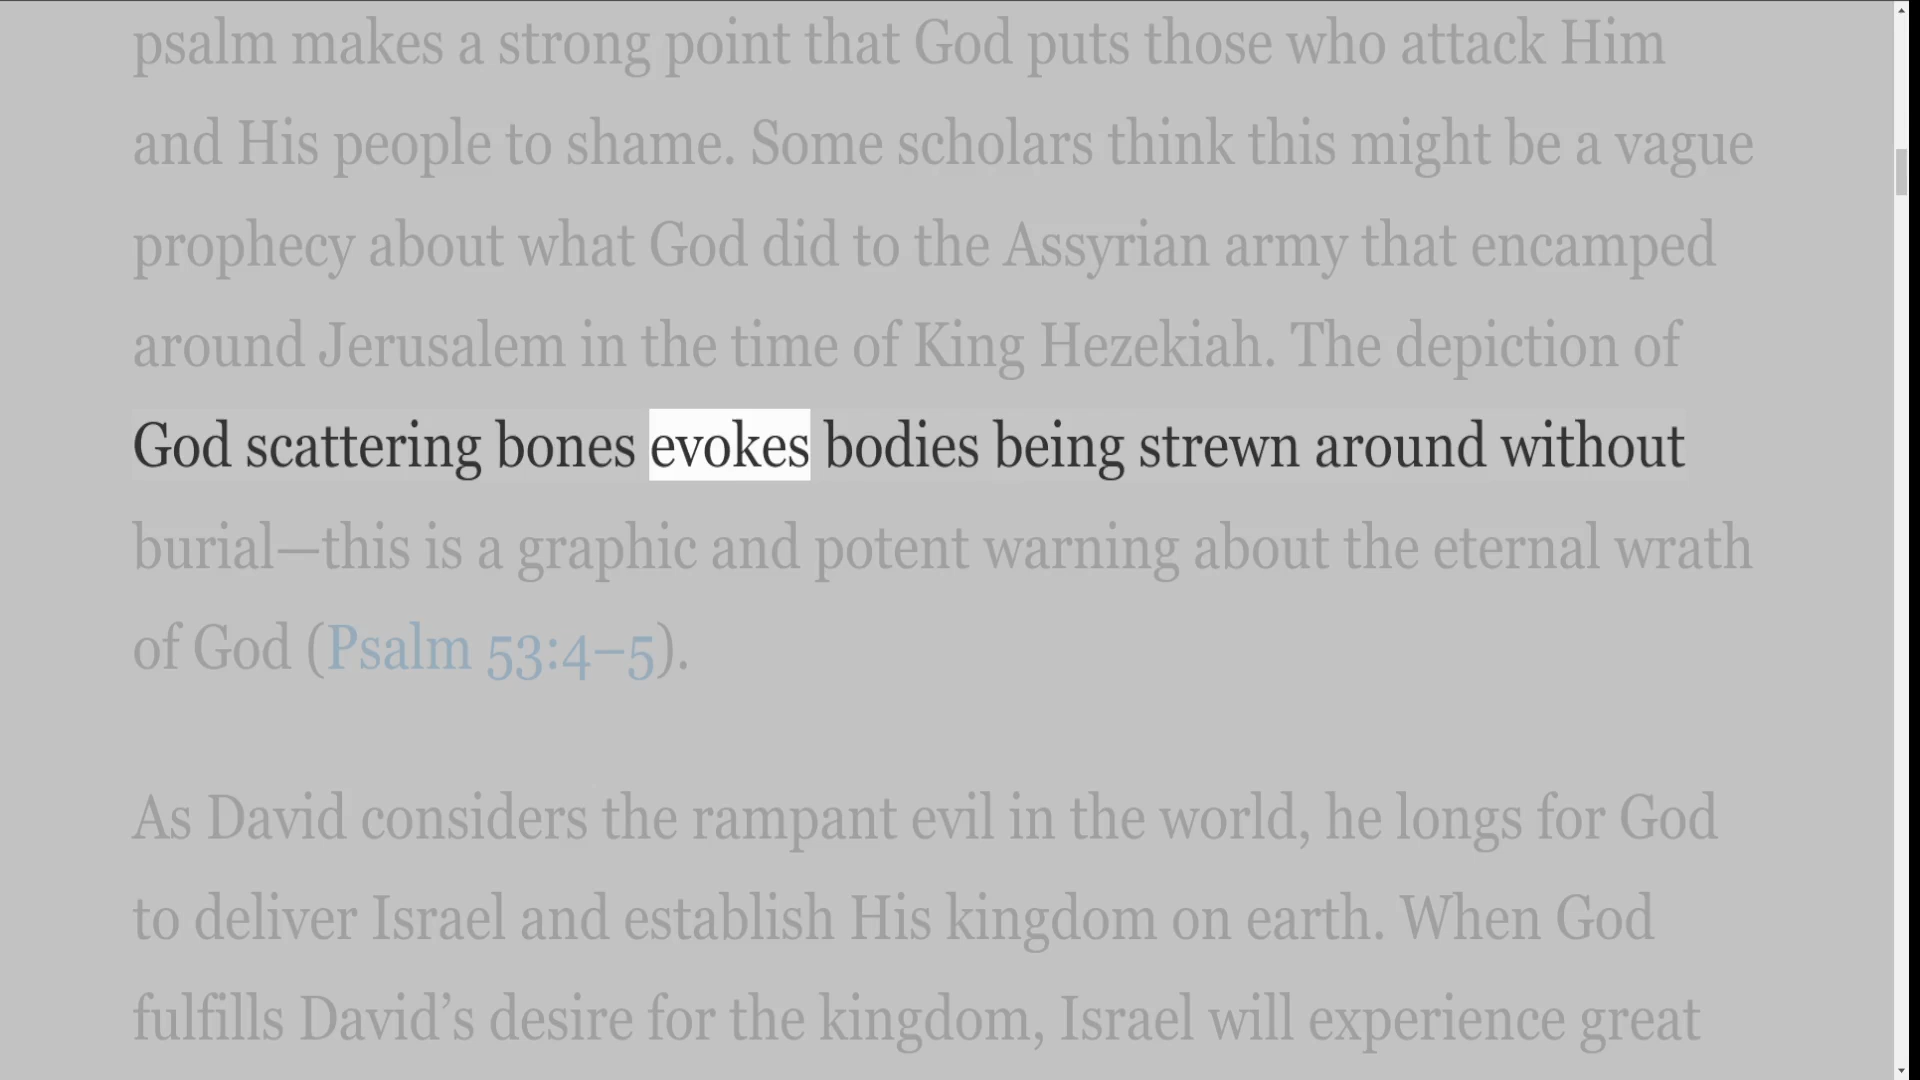 psalm makes a strong point that God puts those who attack Him
and His people to shame. Some scholars think this might be a vague
prophecy about what God did to the Assyrian army that encamped
around Jerusalem in the time of King Hezekiah. The depiction of
God scattering bones evokes bodies being strewn around without
burial—this is a graphic and potent warning about the eternal wrath
of God (Psalm 53:4–5).
As David considers the rampant evil in the world, he longs for God
to deliver Israel and establish His kingdom on earth. When God
fulfills David’s desire for the kingdom, Israel will experience great